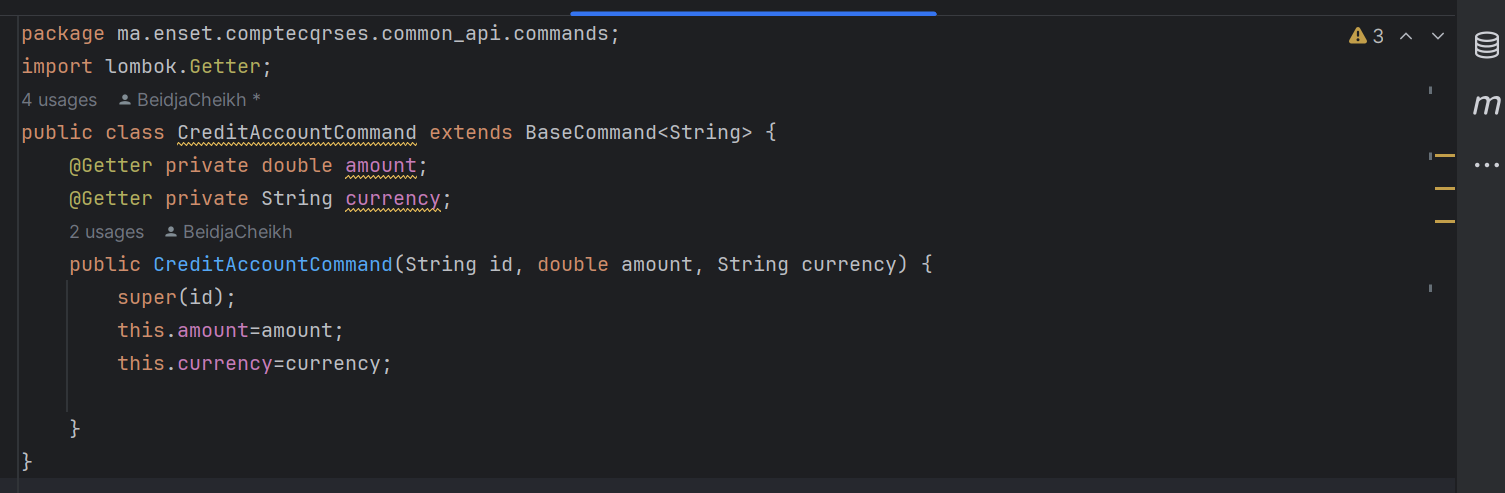 package ma.enset.comptecqrses.common_api.commands;
3
import lombok.Getter;
4 usages BeidjaCheikh *
public class CreditAccountCommand extends BaseCommand<String> {
m
@Getter private double amount;
@Getter private String currency;
2 usages BeidjaCheikh
public CreditAccountCommand(String id, double amount, String currency) {
super(id);
this.amount=amount;
this.currency=currency;
}
}